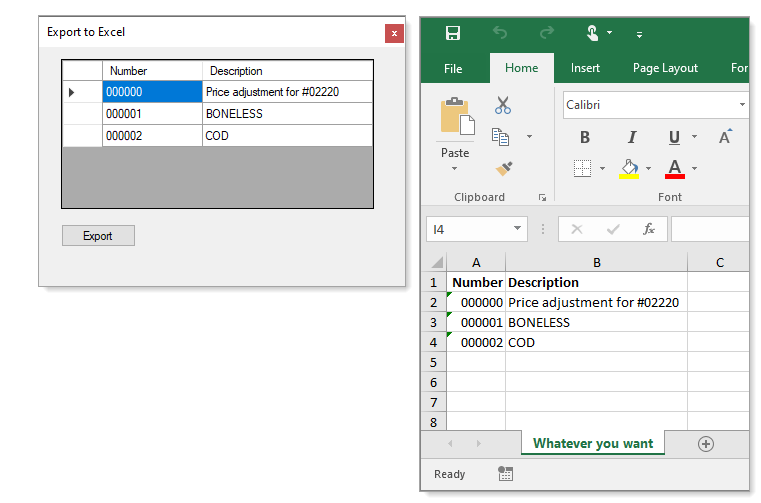 Export to Excel
x
Number Description
000000 Price adjustment for #02220
000001 BONELESS
000002 COD
Export
File Home Insert Page Layout For
Calibri
Paste
B I U A
A
Clipboard Font
I4 fx
A B C
1 Number Description
2 000000 Price adjustment for #02220
3 000001 BONELESS
4 000002 COD
5
6
7
8
Whatever you want
Ready